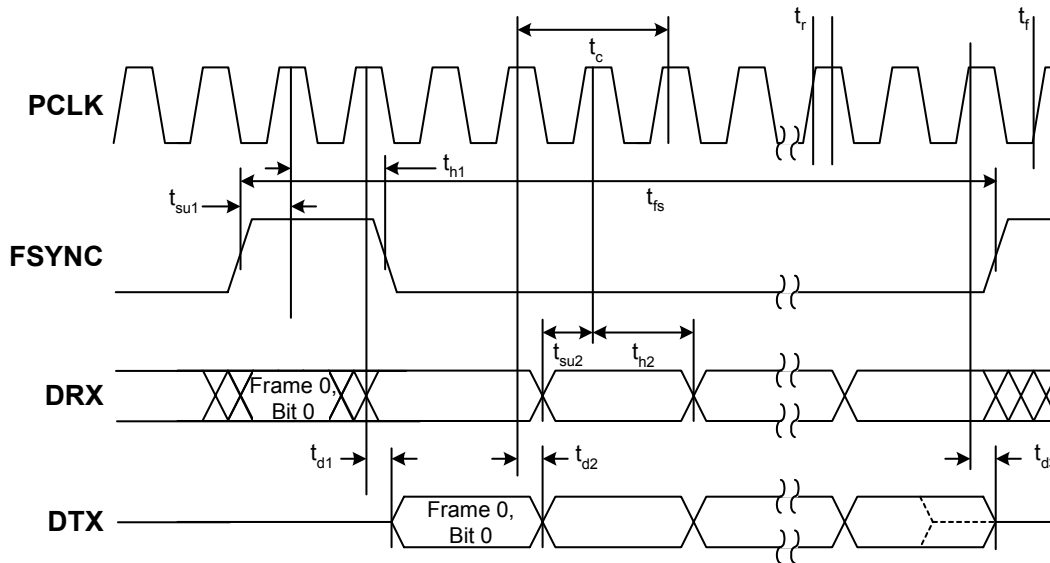 t_r
t_f
t_c
PCLK
t_h1
t_su1
t_fs
FSYNC
t_su2
t_h2
DRX
Frame 0,
Bit 0
t_d1
t_d2
t_d3
DTX
Frame 0,
Bit 0